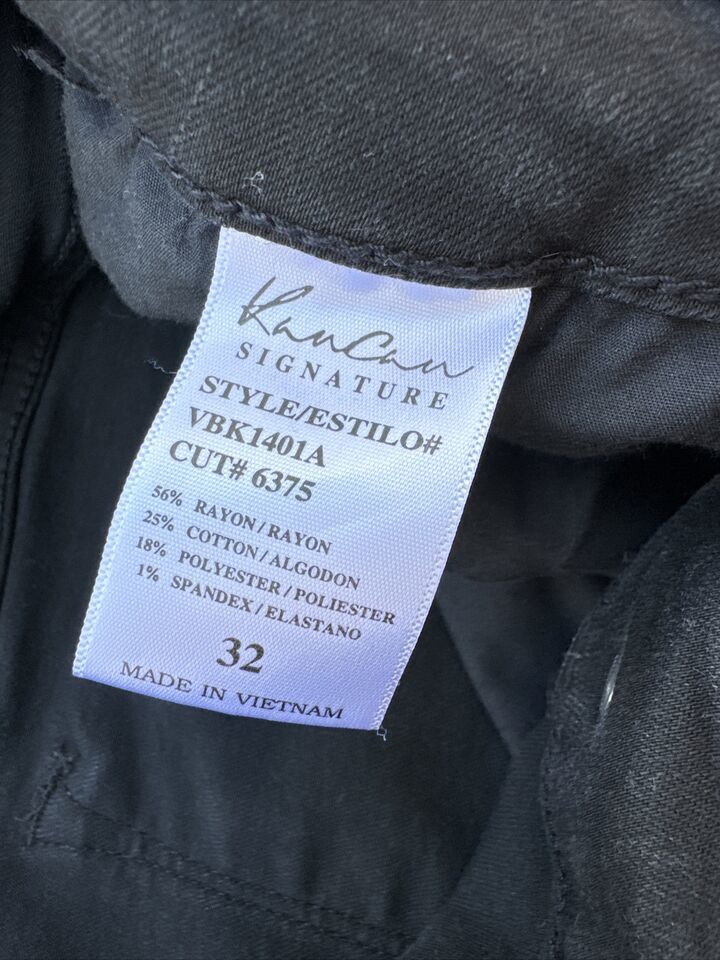 KanCan
SIGNATURE
STYLE/ESTILO#
VBK1401A
CUT# 6375
56% RAYON/RAYON
25% COTTON/ALGODON
18% POLYESTER/POLIESTER
1% SPANDEX/ELASTANO
32
MADE IN VIETNAM